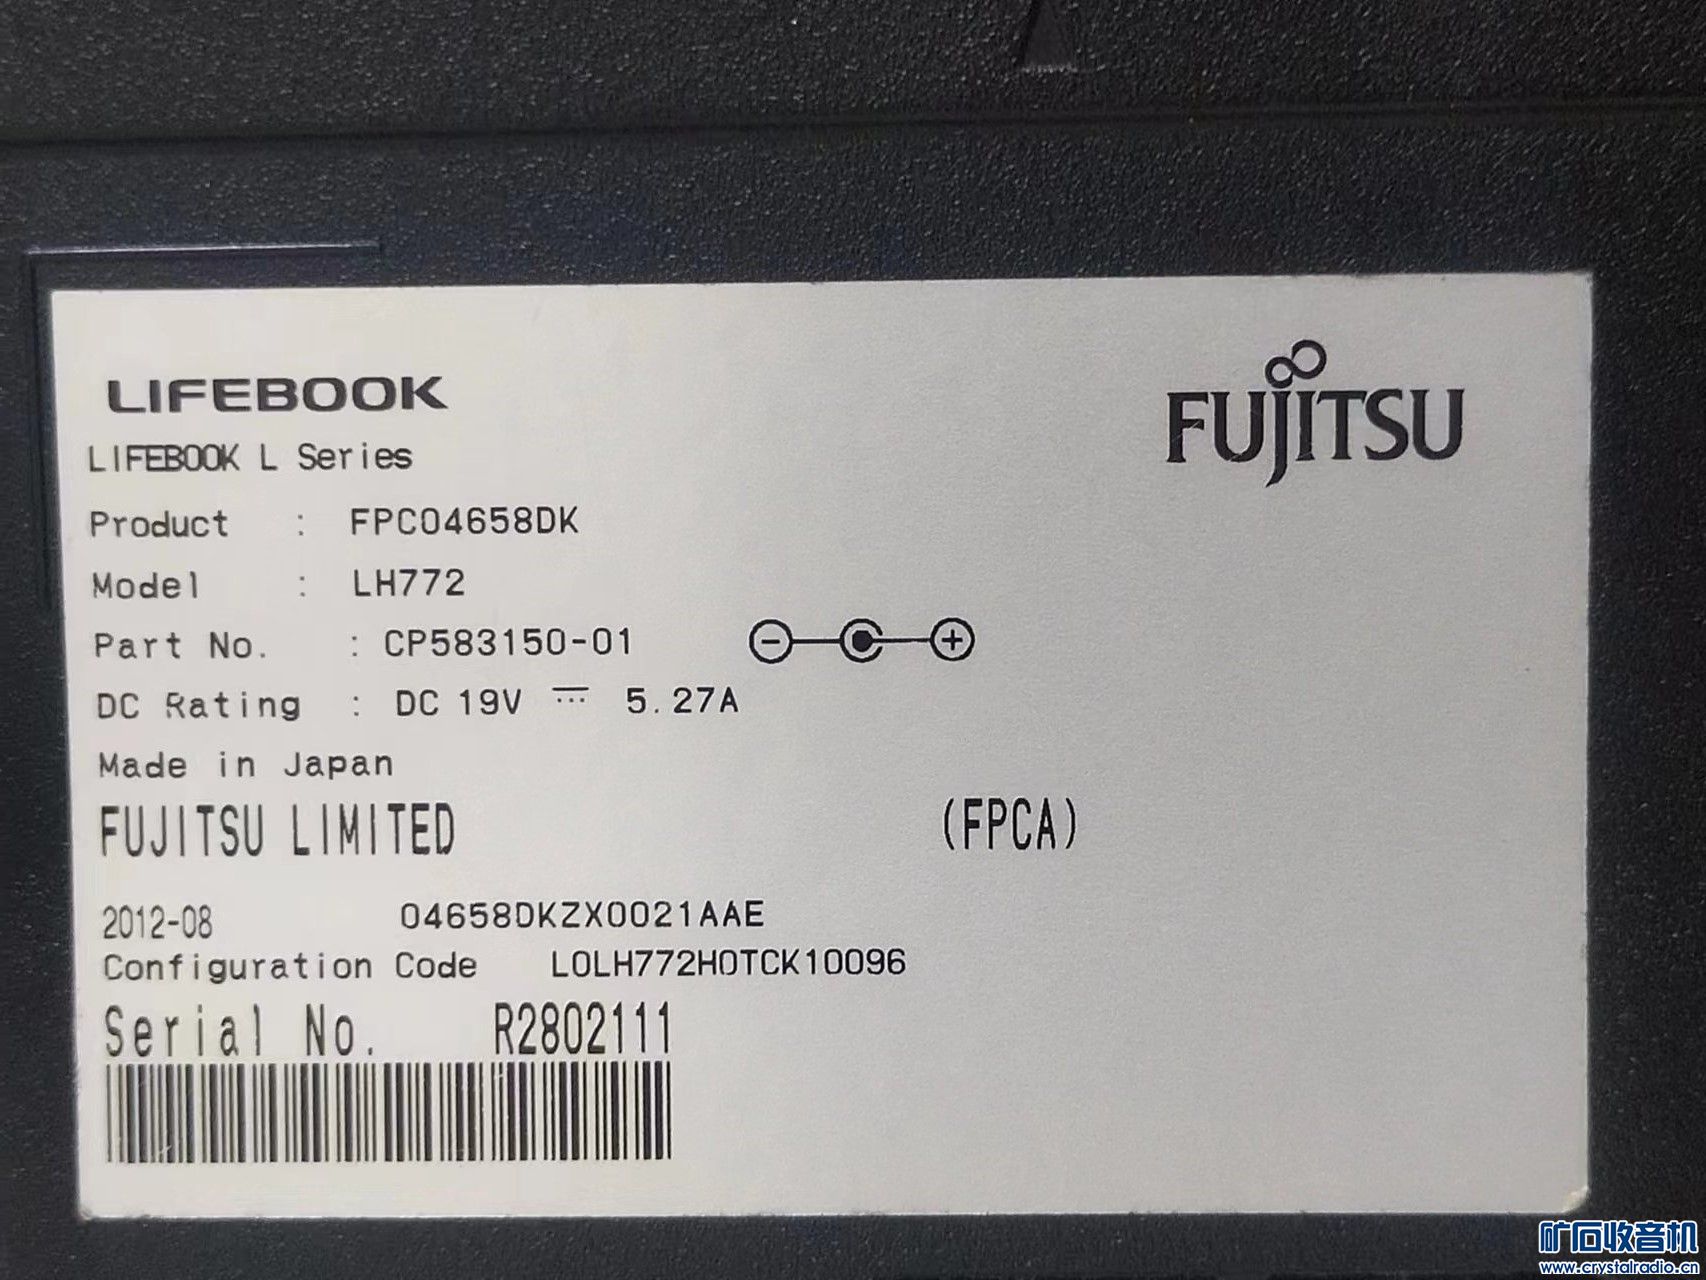 LIFEBOOK
FUJITSU
LIFEBOOK L Series
Product : FPC04658DK
Model : LH772
Part No. : CP583150-01
DC Rating : DC 19V ⎓ 5.27A
Made in Japan
FUJITSU LIMITED (FPCA)
2012-08 04658DKZX0021AAE
Configuration Code L0LH772H0TCK10096
Serial No. R2802111
矿石收音机
www.crystalradio.cn